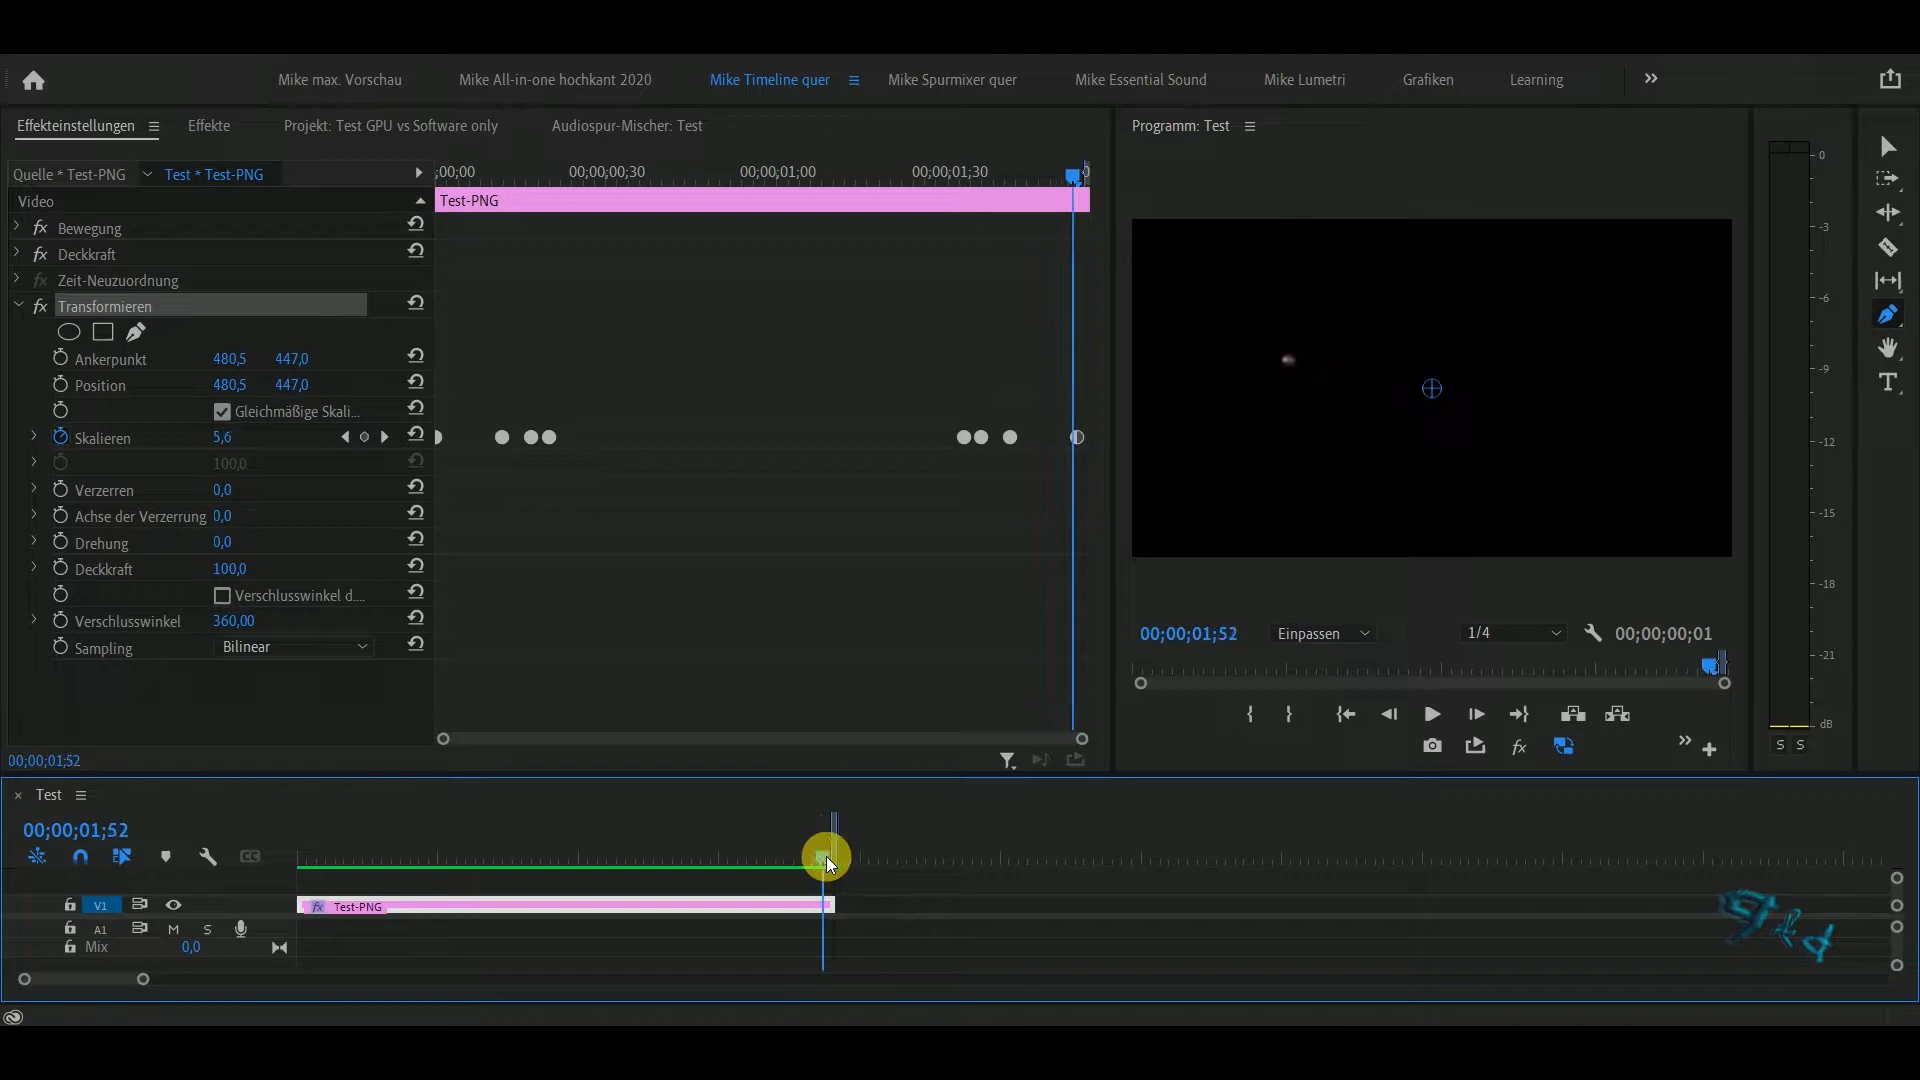 Mike max. Vorschau Mike All-in-one hochkant 2020 Mike Timeline quer Mike Spurmixer quer Mike Essential Sound Mike Lumetri Grafiken Learning
Effekteinstellungen Effekte Projekt: Test GPU vs Software only Audiospur-Mischer: Test
Programm: Test
Quelle * Test-PNG Test * Test-PNG
;00;00 00;00;00;30 00;00;01;00 00;00;01;30
Video
Test-PNG
fx Bewegung
fx Deckkraft
fx Zeit-Neuzuordnung
fx Transformieren
Ankerpunkt 480,5 447,0
Position 480,5 447,0
Gleichmäßige Skali...
Skalieren 5,6
100,0
Verzerren 0,0
Achse der Verzerrung 0,0
Drehung 0,0
Deckkraft 100,0
Verschlusswinkel d....
Verschlusswinkel 360,00
Sampling Bilinear
00;00;01;52
00;00;01;52 Einpassen 1/4 00;00;00;01
fx
0
-3
-6
-9
-12
-15
-18
-21
dB
S S
T
× Test
00;00;01;52
CC
V1
fx Test-PNG
A1 M S
Mix 0,0